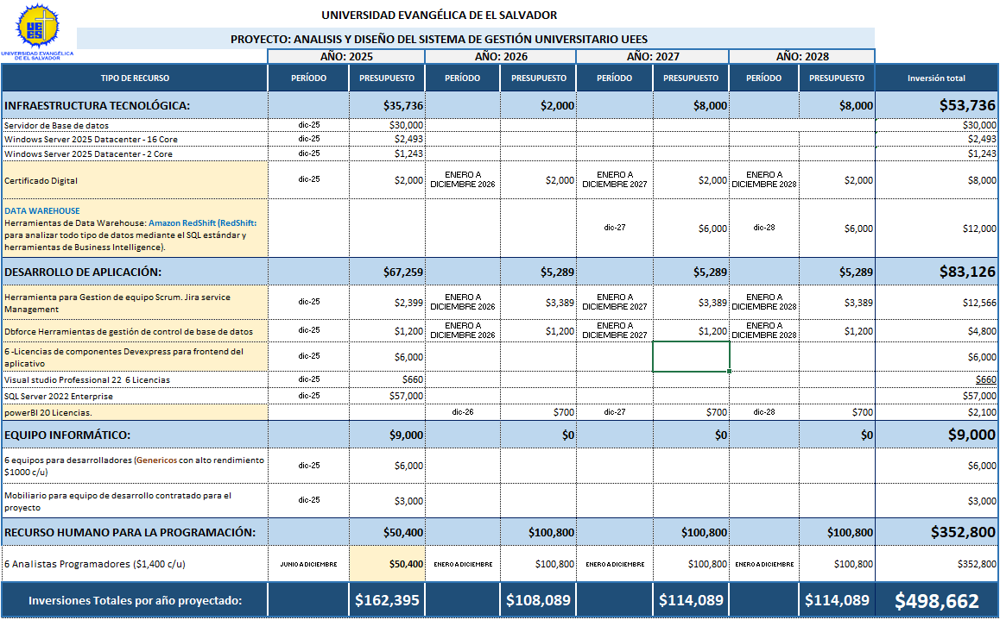 UNIVERSIDAD EVANGÉLICA DE EL SALVADOR
PROYECTO: ANALISIS Y DISEÑO DEL SISTEMA DE GESTIÓN UNIVERSITARIO UEES
UEES
UNIVERSIDAD EVANGÉLICA
DE EL SALVADOR
AÑO: 2025 AÑO: 2026 AÑO: 2027 AÑO: 2028
TIPO DE RECURSO PERÍODO PRESUPUESTO PERÍODO PRESUPUESTO PERÍODO PRESUPUESTO PERÍODO PRESUPUESTO Inversión total
INFRAESTRUCTURA TECNOLÓGICA: $35,736 $2,000 $8,000 $8,000 $53,736
Servidor de Base de datos dic-25 $30,000 $30,000
Windows Server 2025 Datacenter - 16 Core dic-25 $2,493 $2,493
Windows Server 2025 Datacenter - 2 Core dic-25 $1,243 $1,243
Certificado Digital dic-25 $2,000 ENERO A DICIEMBRE 2026 $2,000 ENERO A DICIEMBRE 2027 $2,000 ENERO A DICIEMBRE 2028 $2,000 $8,000
DATA WAREHOUSE
Herramientas de Data Warehouse: Amazon RedShift (RedShift:
para analizar todo tipo de datos mediante el SQL estándar y
herramientas de Business Intelligence).
dic-27 $6,000 dic-28 $6,000 $12,000
DESARROLLO DE APLICACIÓN: $67,259 $5,289 $5,289 $5,289 $83,126
Herramienta para Gestion de equipo Scrum. Jira service
Management
dic-25 $2,399 ENERO A DICIEMBRE 2026 $3,389 ENERO A DICIEMBRE 2027 $3,389 ENERO A DICIEMBRE 2028 $3,389 $12,566
Dbforce Herramientas de gestión de control de base de datos dic-25 $1,200 ENERO A DICIEMBRE 2026 $1,200 ENERO A DICIEMBRE 2027 $1,200 ENERO A DICIEMBRE 2028 $1,200 $4,800
6 -Licencias de componentes Devexpress para frontend del
aplicativo
dic-25 $6,000 $6,000
Visual studio Professional 22 6 Licencias dic-25 $660 $660
SQL Server 2022 Enterprise dic-25 $57,000 $57,000
powerBI 20 Licencias. dic-26 $700 dic-27 $700 dic-28 $700 $2,100
EQUIPO INFORMÁTICO: $9,000 $0 $0 $0 $9,000
6 equipos para desarrolladores (Genericos con alto rendimiento
$1000 c/u)
dic-25 $6,000 $6,000
Mobiliario para equipo de desarrollo contratado para el
proyecto
dic-25 $3,000 $3,000
RECURSO HUMANO PARA LA PROGRAMACIÓN: $50,400 $100,800 $100,800 $100,800 $352,800
6 Analistas Programadores ($1,400 c/u) JUNIO A DICIEMBRE $50,400 ENERO A DICIEMBRE $100,800 ENERO A DICIEMBRE $100,800 ENERO A DICIEMBRE $100,800 $352,800
Inversiones Totales por año proyectado: $162,395 $108,089 $114,089 $114,089 $498,662